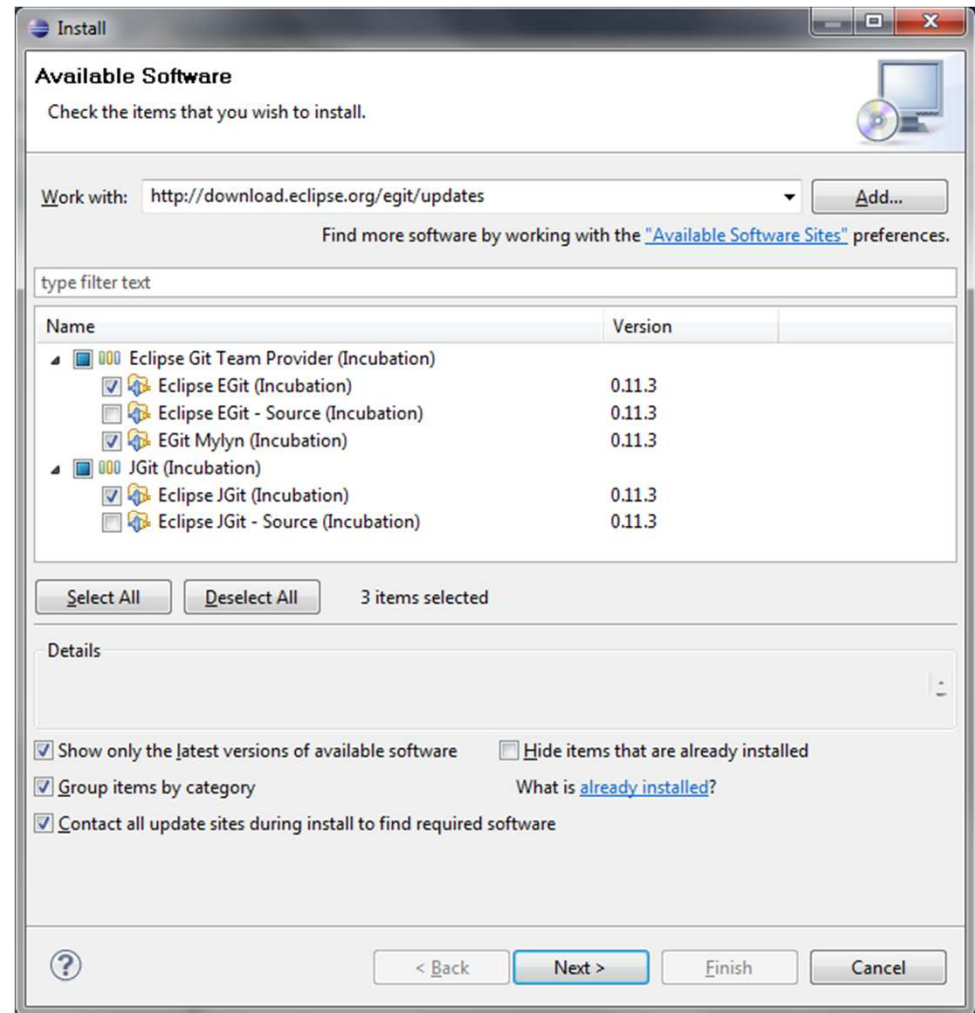 Install
Available Software
Check the items that you wish to install.
Work with: http://download.eclipse.org/egit/updates Add...
Find more software by working with the "Available Software Sites" preferences.
type filter text
Name Version
Eclipse Git Team Provider (Incubation)
Eclipse EGit (Incubation) 0.11.3
Eclipse EGit - Source (Incubation) 0.11.3
EGit Mylyn (Incubation) 0.11.3
JGit (Incubation)
Eclipse JGit (Incubation) 0.11.3
Eclipse JGit - Source (Incubation) 0.11.3
Select All Deselect All 3 items selected
Details
Show only the latest versions of available software Hide items that are already installed
Group items by category What is already installed?
Contact all update sites during install to find required software
? < Back Next > Finish Cancel